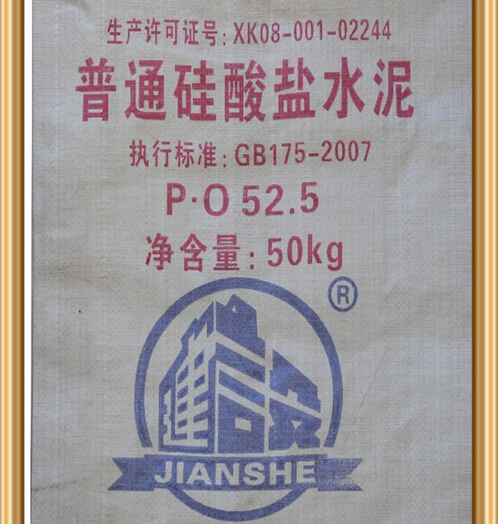 生产许可证号:XK08-001-02244
普通硅酸盐水泥
执行标准:GB175-2007
P·O 52.5
净含量:50kg
®
建设
JIANSHE